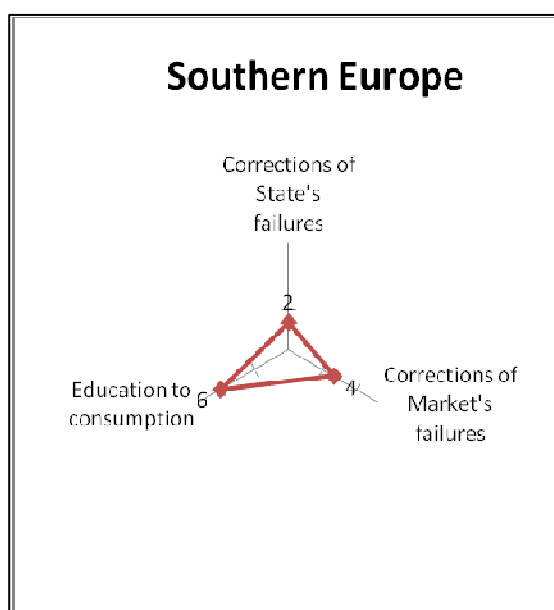 Southern Europe
Corrections of
State's
failures
2
Education to
consumption
6
4
Corrections of
Market's
failures